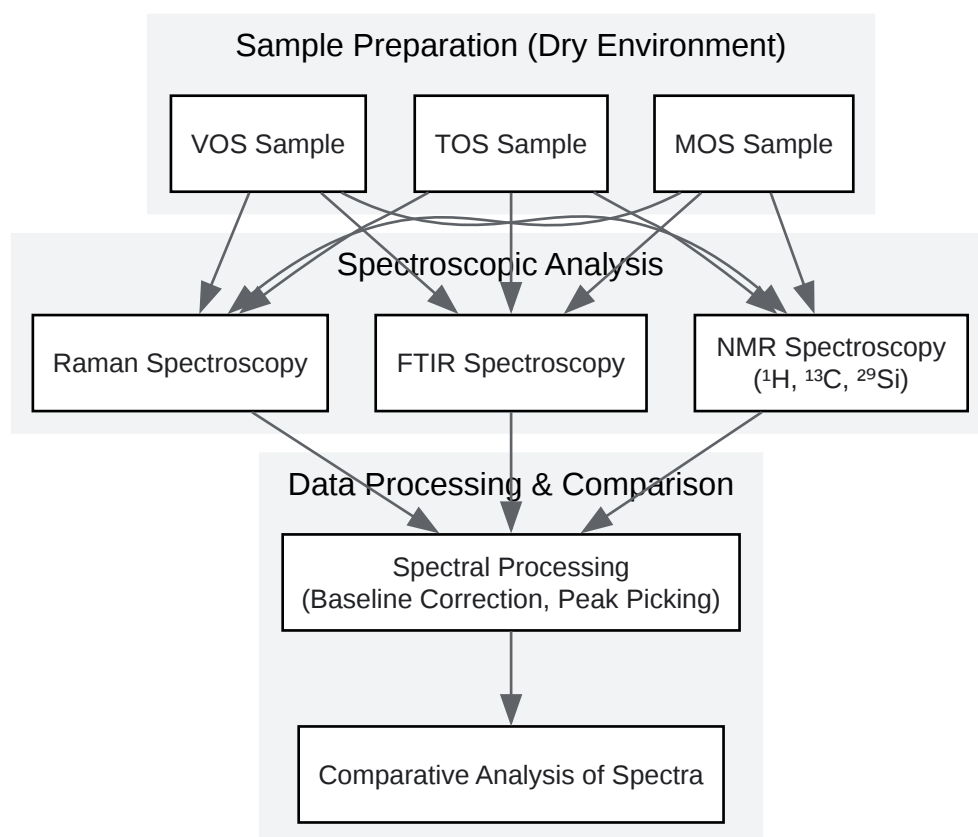 Sample Preparation (Dry Environment)
VOS Sample
TOS Sample
MOS Sample
Spectroscopic Analysis
Raman Spectroscopy
FTIR Spectroscopy
NMR Spectroscopy
(¹H, ¹³C, ²⁹Si)
Data Processing & Comparison
Spectral Processing
(Baseline Correction, Peak Picking)
Comparative Analysis of Spectra